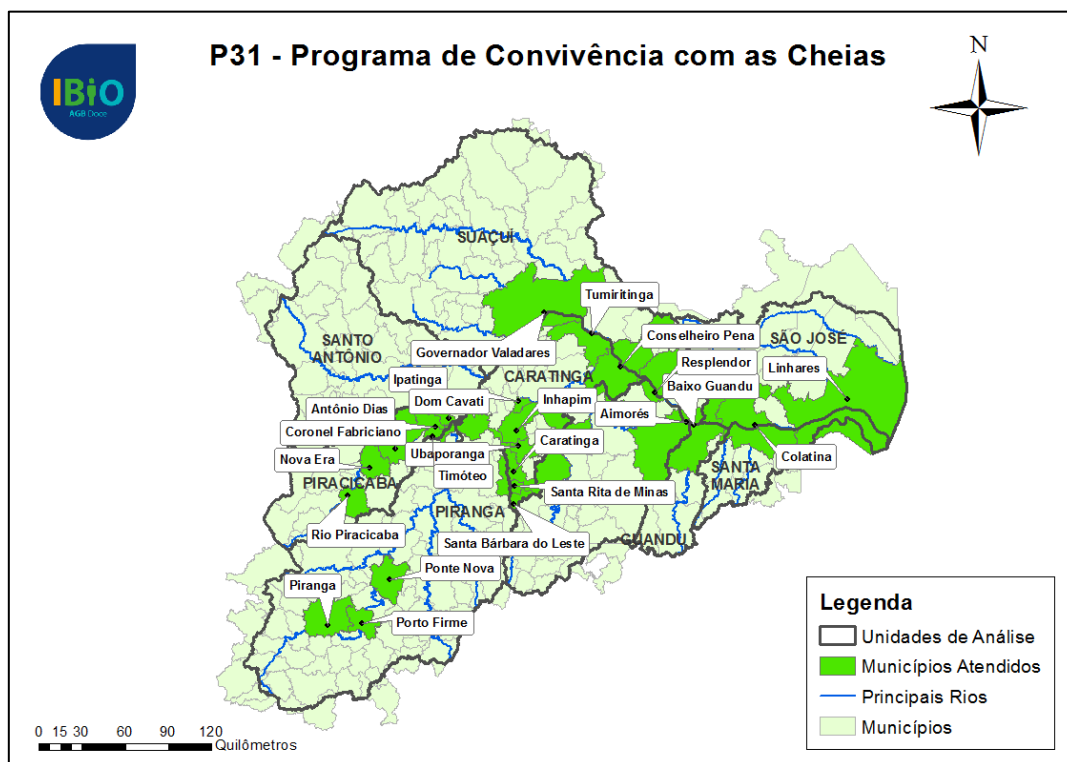 P31 - Programa de Convivência com as Cheias
IBiO
AGB Doce
N
SUAÇUÍ
Tumiritinga
SANTO
ANTÔNIO
Conselheiro Pena
SÃO JOSÉ
Governador Valadares
CARATINGA
Resplendor
Linhares
Ipatinga
Baixo Guandu
Dom Cavati
Inhapim
Antônio Dias
Aimorés
Coronel Fabriciano
Caratinga
Ubaporanga
Colatina
Nova Era
Timóteo
SANTA
MARIA
PIRACICABA
Santa Rita de Minas
PIRANGA
Rio Piracicaba
Santa Bárbara do Leste
GUANDU
Ponte Nova
Piranga
Porto Firme
Legenda
Unidades de Análise
Municípios Atendidos
Principais Rios
Municípios
0 15 30 60 90 120
Quilômetros